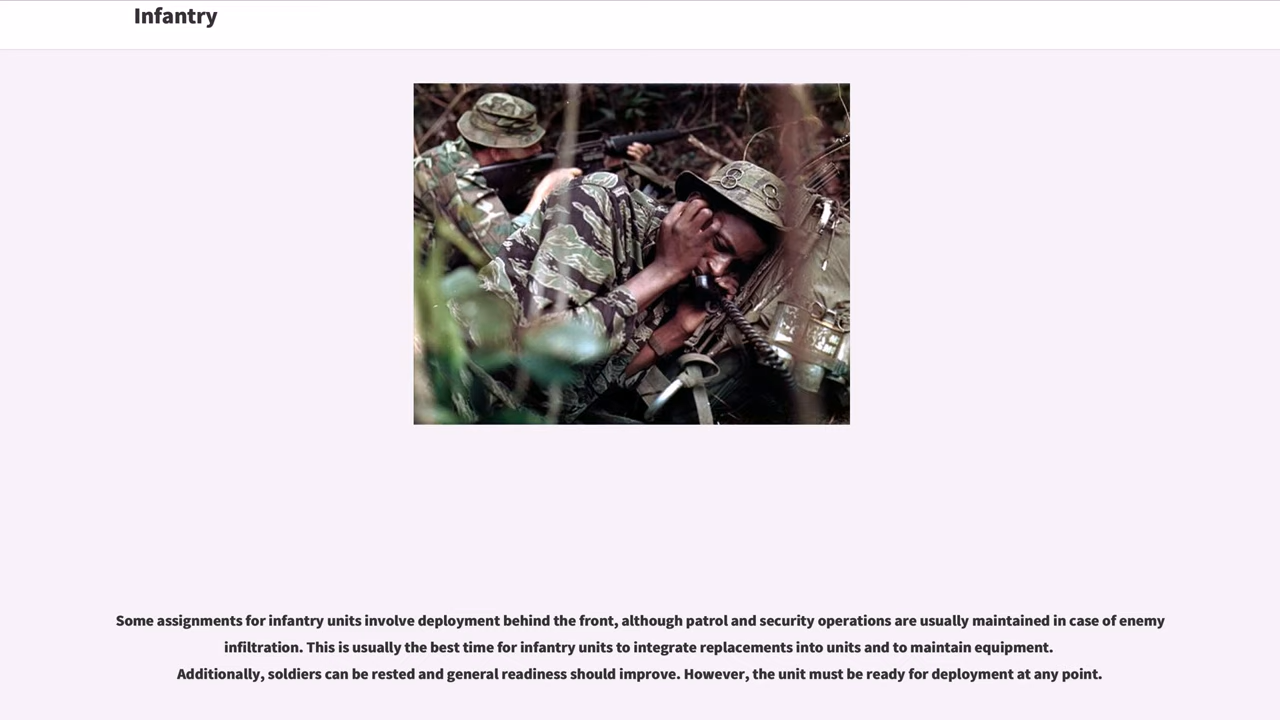 Infantry
Some assignments for infantry units involve deployment behind the front, although patrol and security operations are usually maintained in case of enemy
infiltration. This is usually the best time for infantry units to integrate replacements into units and to maintain equipment.
Additionally, soldiers can be rested and general readiness should improve. However, the unit must be ready for deployment at any point.